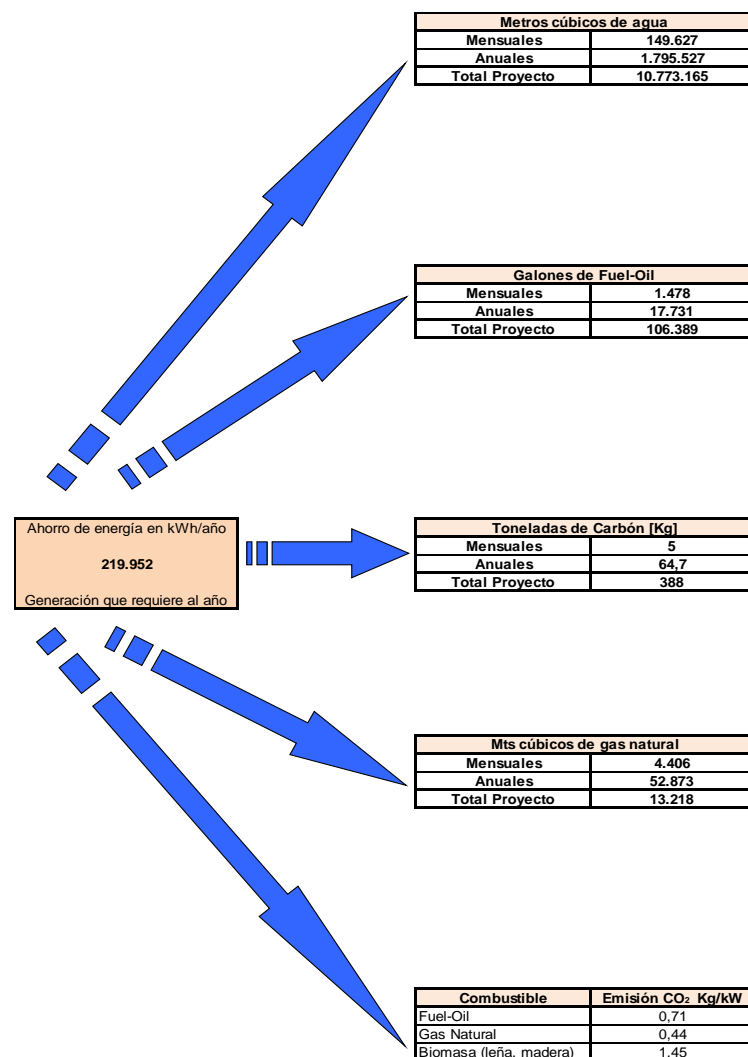 Metros cúbicos de agua
Mensuales 149.627
Anuales 1.795.527
Total Proyecto 10.773.165
Galones de Fuel-Oil
Mensuales 1.478
Anuales 17.731
Total Proyecto 106.389
Ahorro de energía en kWh/año
219.952
Generación que requiere al año
Toneladas de Carbón [Kg]
Mensuales 5
Anuales 64,7
Total Proyecto 388
Mts cúbicos de gas natural
Mensuales 4.406
Anuales 52.873
Total Proyecto 13.218
Combustible Emisión CO₂ Kg/kW
Fuel-Oil 0,71
Gas Natural 0,44
Biomasa (leña, madera) 1,45